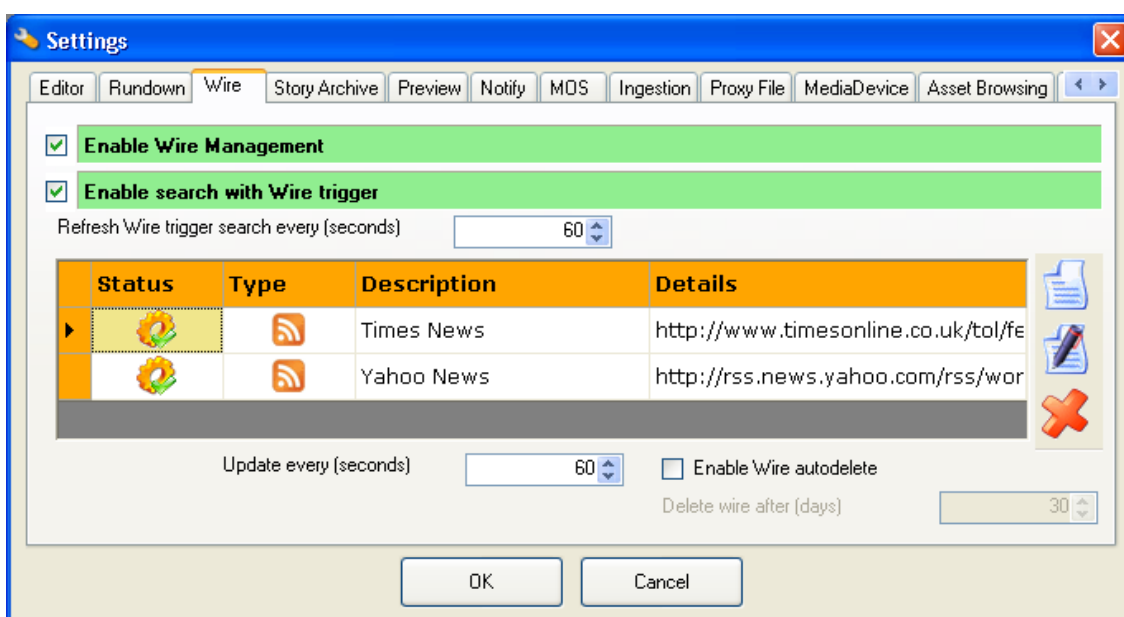 Settings
Editor Rundown Wire Story Archive Preview Notify MOS Ingestion Proxy File MediaDevice Asset Browsing
Enable Wire Management
Enable search with Wire trigger
Refresh Wire trigger search every (seconds) 60
Status Type Description Details
Times News http://www.timesonline.co.uk/tol/fe
Yahoo News http://rss.news.yahoo.com/rss/wor
Update every (seconds) 60 Enable Wire autodelete
Delete wire after (days) 30
OK Cancel